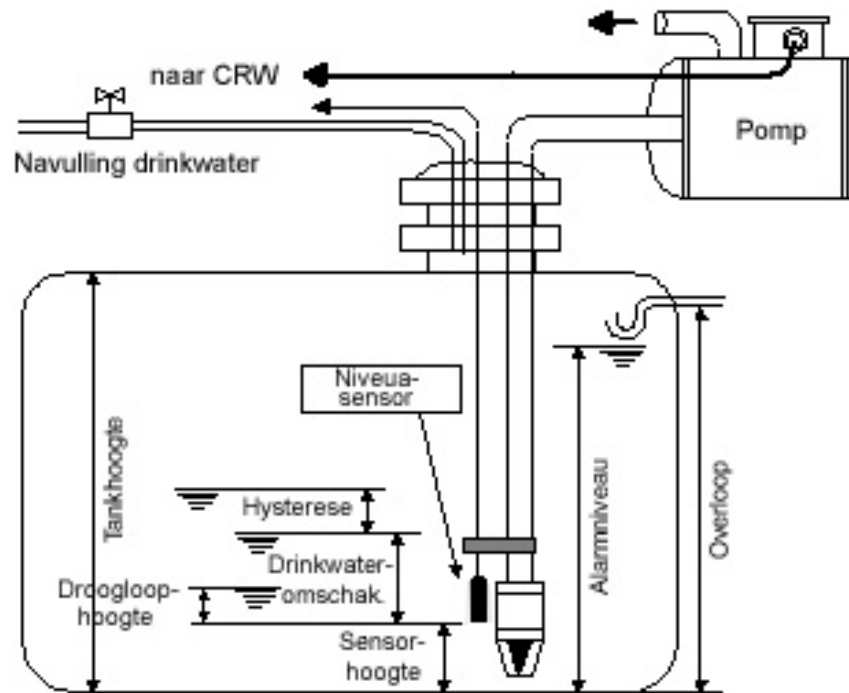 naar CRW
Pomp
Navulling drinkwater
Niveua-
sensor
Tankhoogte
Hysterese
Drinkwater-
omschak.
Droogloop-
hoogte
Sensor-
hoogte
Alarmniveau
Overloop